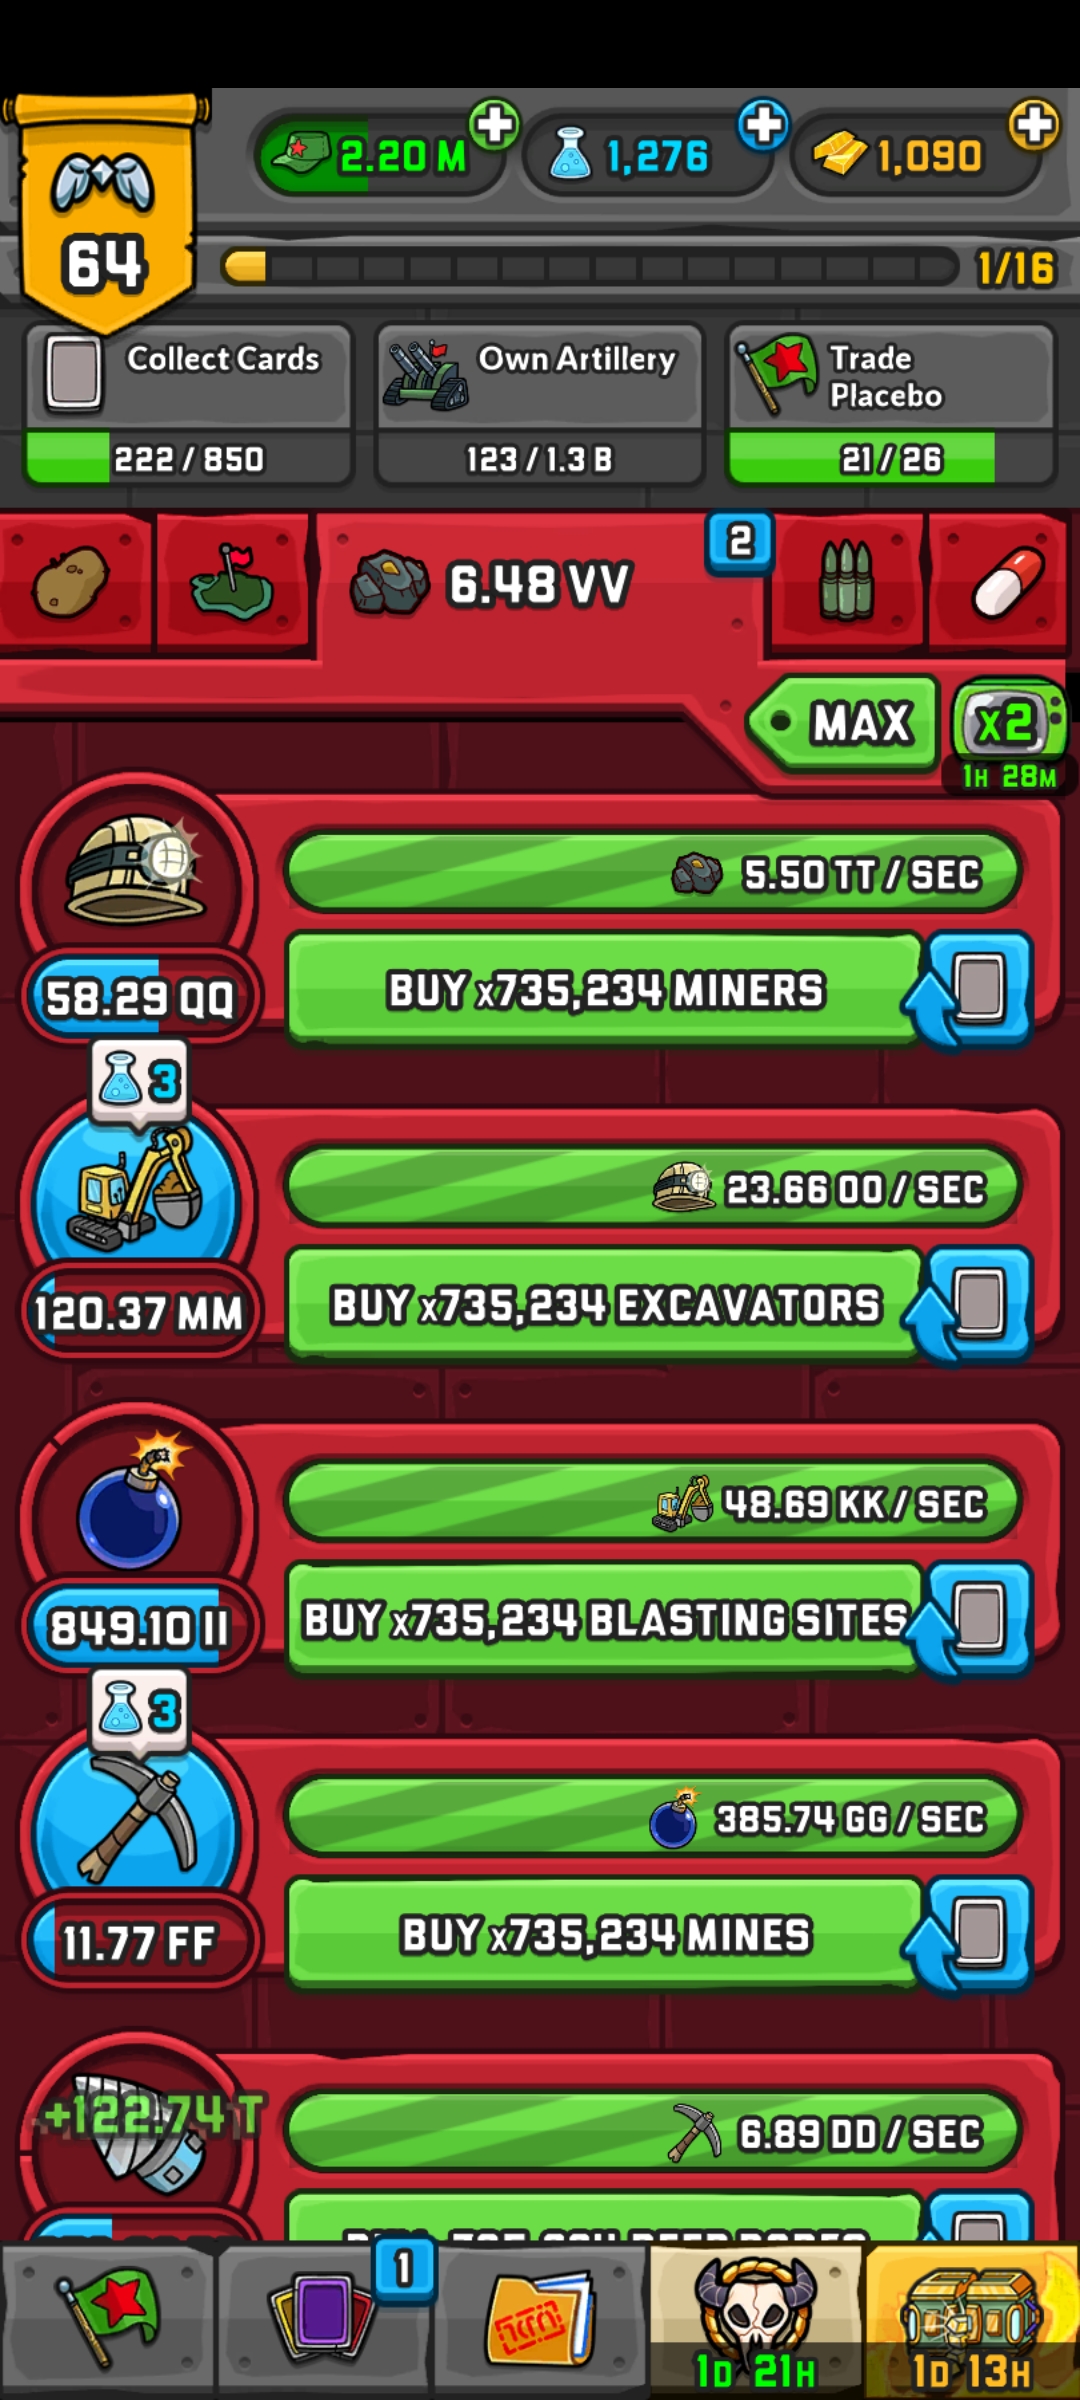 2.20 M
1,276
1,090
64
1/16
Collect Cards
222 / 850
Own Artillery
123 / 1.3 B
Trade
Placebo
21 / 26
6.48 VV
2
MAX
X2
1H 28M
5.50 TT / SEC
58.29 QQ
BUY x735,234 MINERS
3
23.66 OO / SEC
120.37 MM
BUY x735,234 EXCAVATORS
48.69 KK / SEC
849.10 II
BUY x735,234 BLASTING SITES
3
385.74 GG / SEC
11.77 FF
BUY x735,234 MINES
+122.74 T
6.89 DD / SEC
1
1D 21H
1D 13H